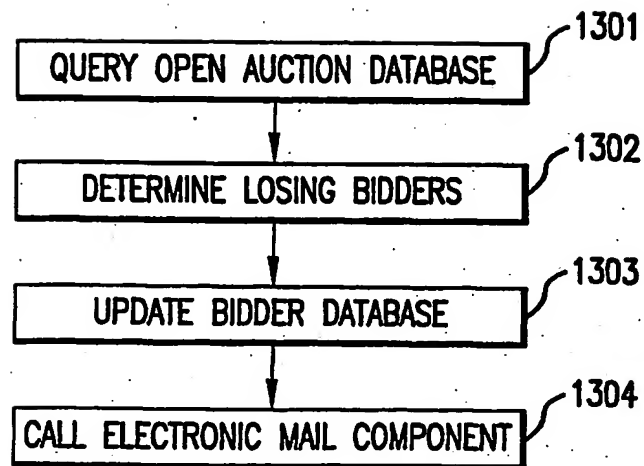 1301
QUERY OPEN AUCTION DATABASE
1302
DETERMINE LOSING BIDDERS
1303
UPDATE BIDDER DATABASE
1304
CALL ELECTRONIC MAIL COMPONENT